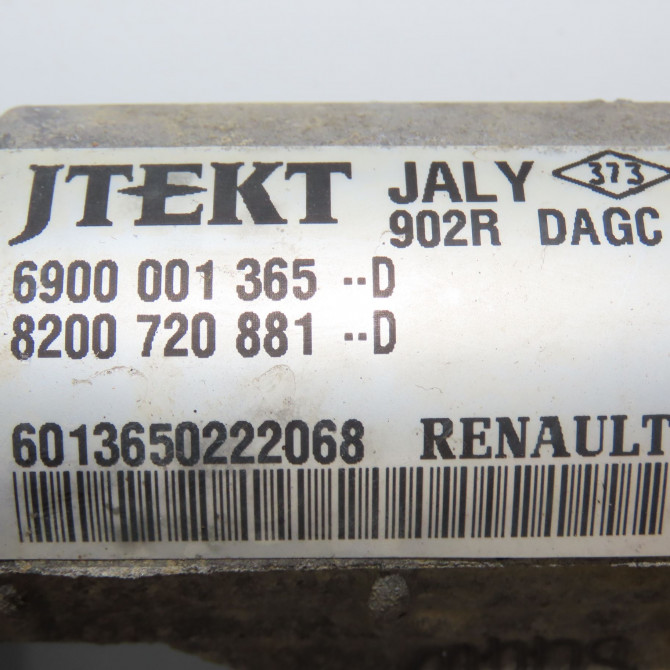 JTEKT JALY 373
902R DAGC
6900 001 365 --D
8200 720 881 --D
6013650222068 RENAULT